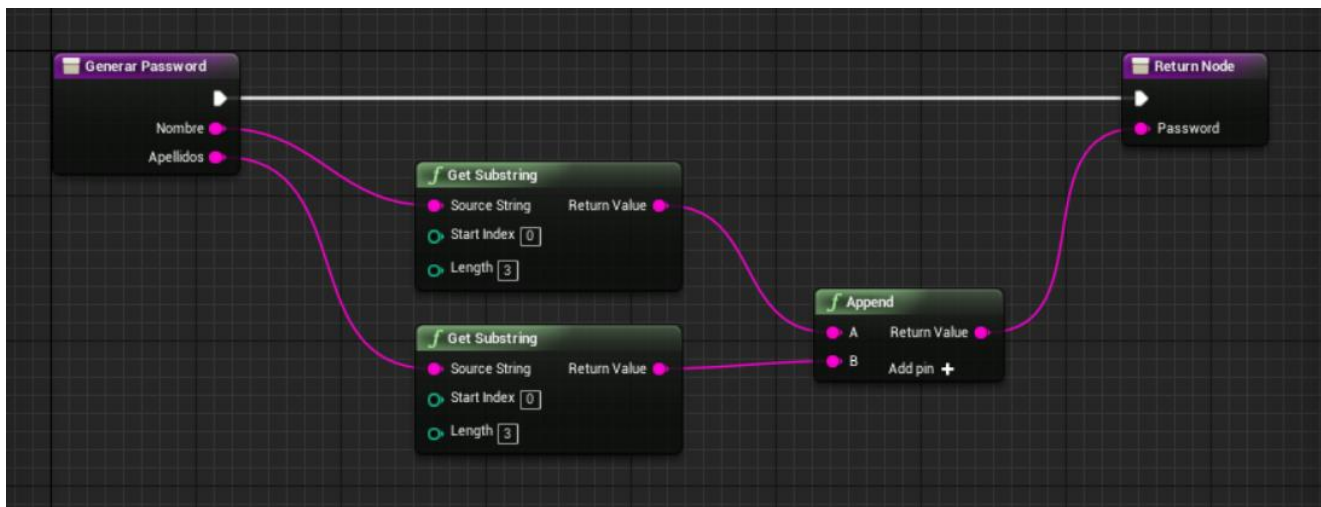 Generar Password
Nombre
Apellidos
f Get Substring
Source String Return Value
Start Index 0
Length 3
f Get Substring
Source String Return Value
Start Index 0
Length 3
f Append
A Return Value
B Add pin +
Return Node
Password